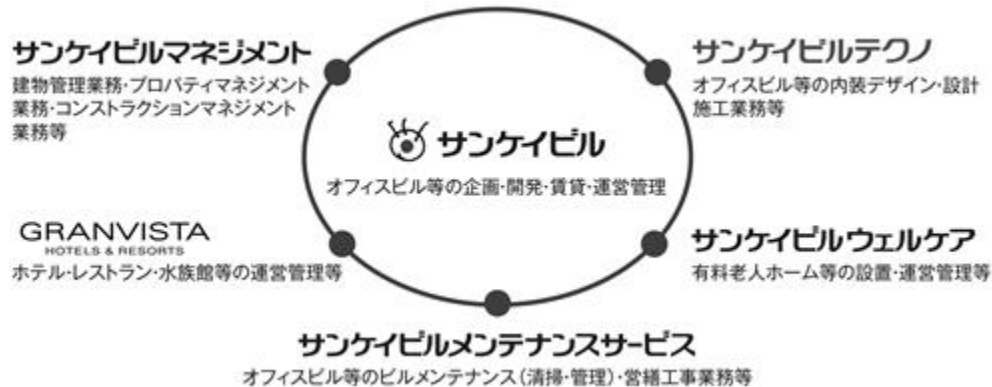 サンケイビルマネジメント
建物管理業務・プロパティマネジメント
業務・コンストラクションマネジメント
業務等
サンケイビルテクノ
オフィスビル等の内装デザイン・設計
施工業務等
サンケイビル
オフィスビル等の企画・開発・賃貸・運営管理
GRANVISTA
HOTELS & RESORTS
ホテル・レストラン・水族館等の運営管理等
サンケイビルウェルケア
有料老人ホーム等の設置・運営管理等
サンケイビルメンテナンスサービス
オフィスビル等のビルメンテナンス（清掃・管理）・営繕工事業務等